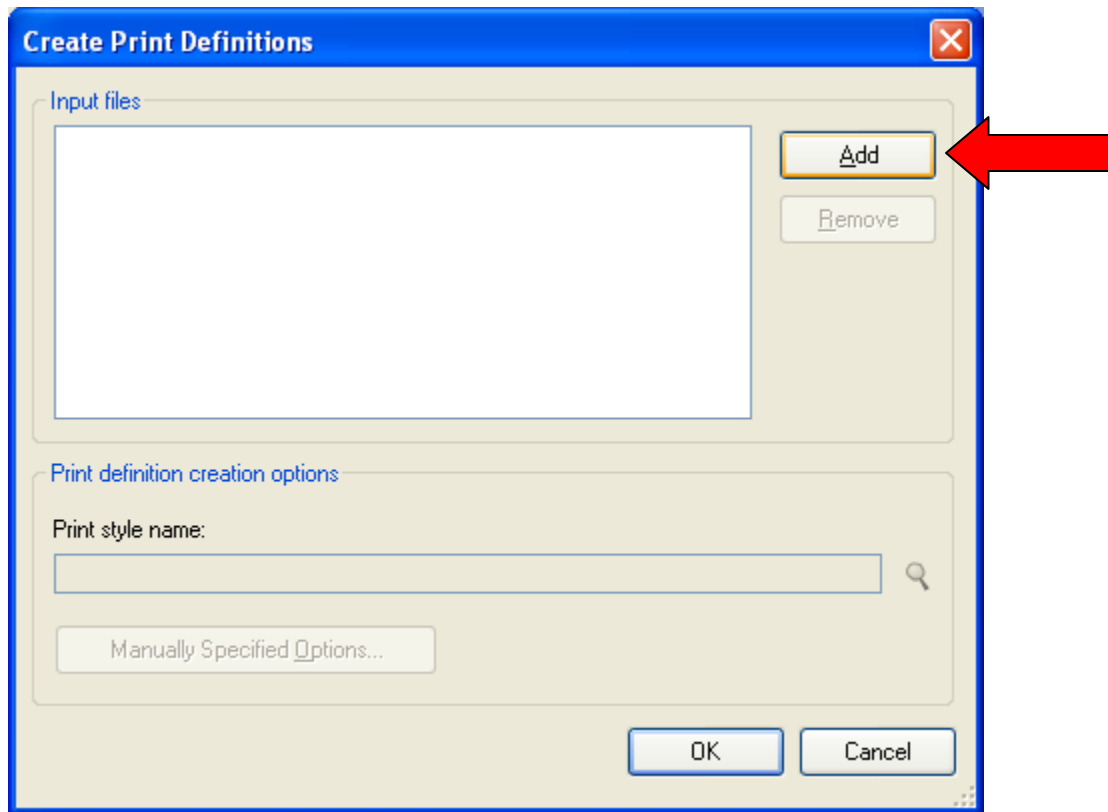 Create Print Definitions
Input files
Add
Remove
Print definition creation options
Print style name:
Manually Specified Options...
OK
Cancel